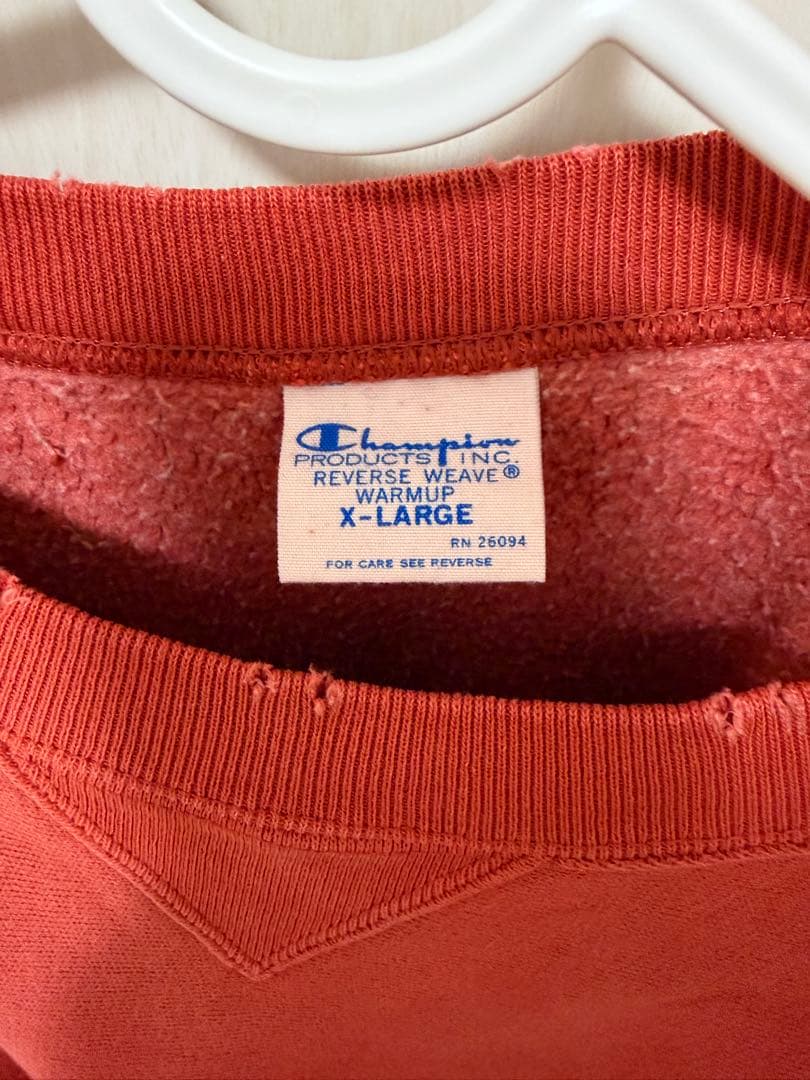 Champion
PRODUCTS INC.
REVERSE WEAVE®
WARMUP
X-LARGE
RN 26094
FOR CARE SEE REVERSE